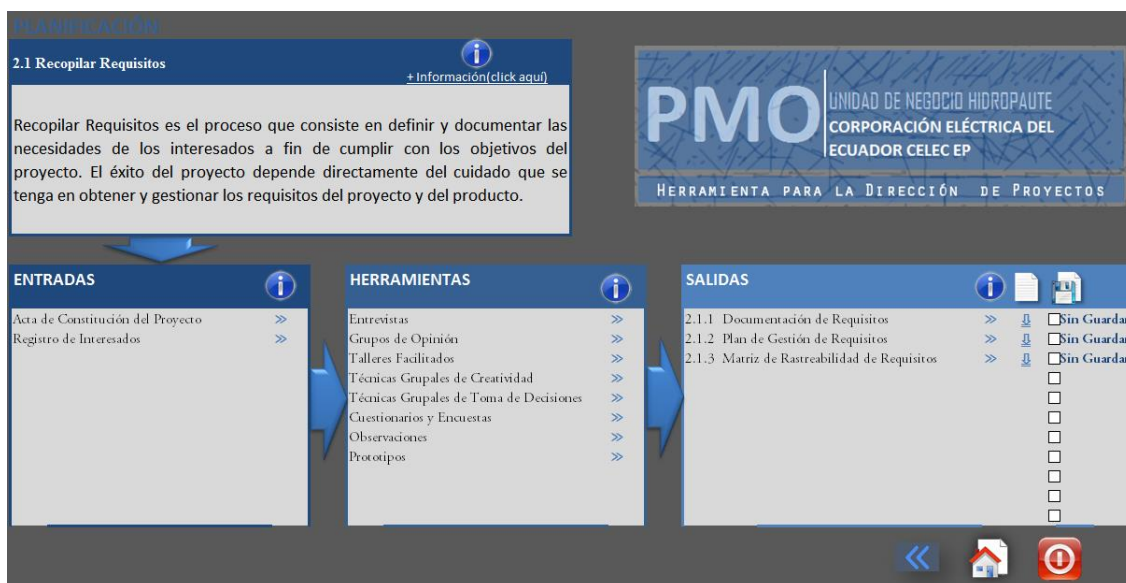 PLANIFICACIÓN
2.1 Recopilar Requisitos
+ Información(click aquí)
Recopilar Requisitos es el proceso que consiste en definir y documentar las
necesidades de los interesados a fin de cumplir con los objetivos del
proyecto. El éxito del proyecto depende directamente del cuidado que se
tenga en obtener y gestionar los requisitos del proyecto y del producto.
PMO
UNIDAD DE NEGOCIO HIDROPAUTE
CORPORACIÓN ELÉCTRICA DEL
ECUADOR CELEC EP
HERRAMIENTA PARA LA DIRECCIÓN DE PROYECTOS
ENTRADAS
Acta de Constitución del Proyecto
Registro de Interesados
HERRAMIENTAS
Entrevistas
Grupos de Opinión
Talleres Facilitados
Técnicas Grupales de Creatividad
Técnicas Grupales de Toma de Decisiones
Cuestionarios y Encuestas
Observaciones
Prototipos
SALIDAS
2.1.1 Documentación de Requisitos Sin Guardar
2.1.2 Plan de Gestión de Requisitos Sin Guardar
2.1.3 Matriz de Rastreabilidad de Requisitos Sin Guardar